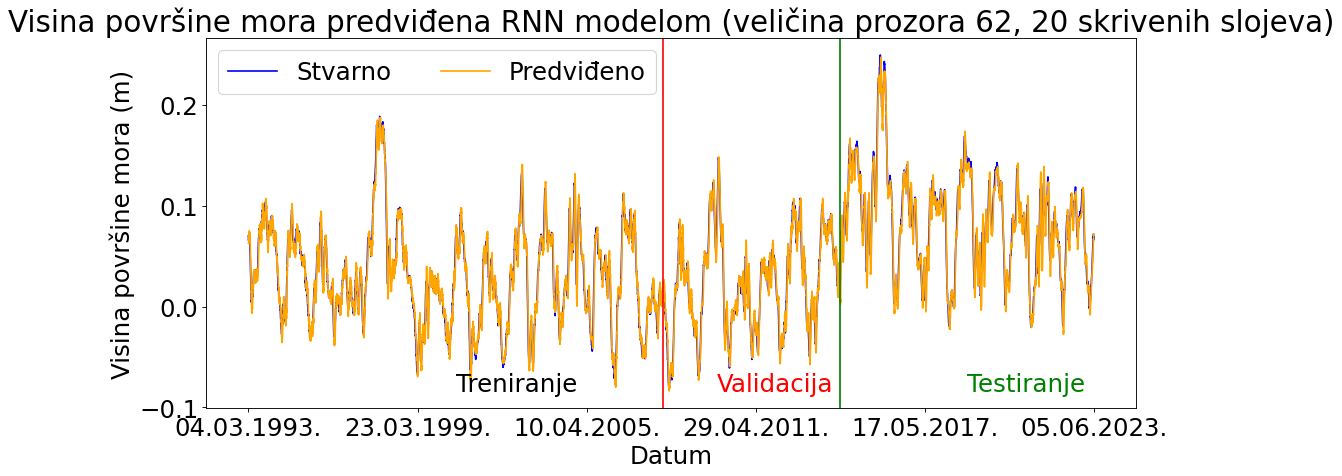 Visina površine mora predviđena RNN modelom (veličina prozora 62, 20 skrivenih slojeva)
Stvarno Predviđeno
Visina površine mora (m)
0.2
0.1
0.0
−0.1
Treniranje Validacija Testiranje
04.03.1993. 23.03.1999. 10.04.2005. 29.04.2011. 17.05.2017. 05.06.2023.
Datum